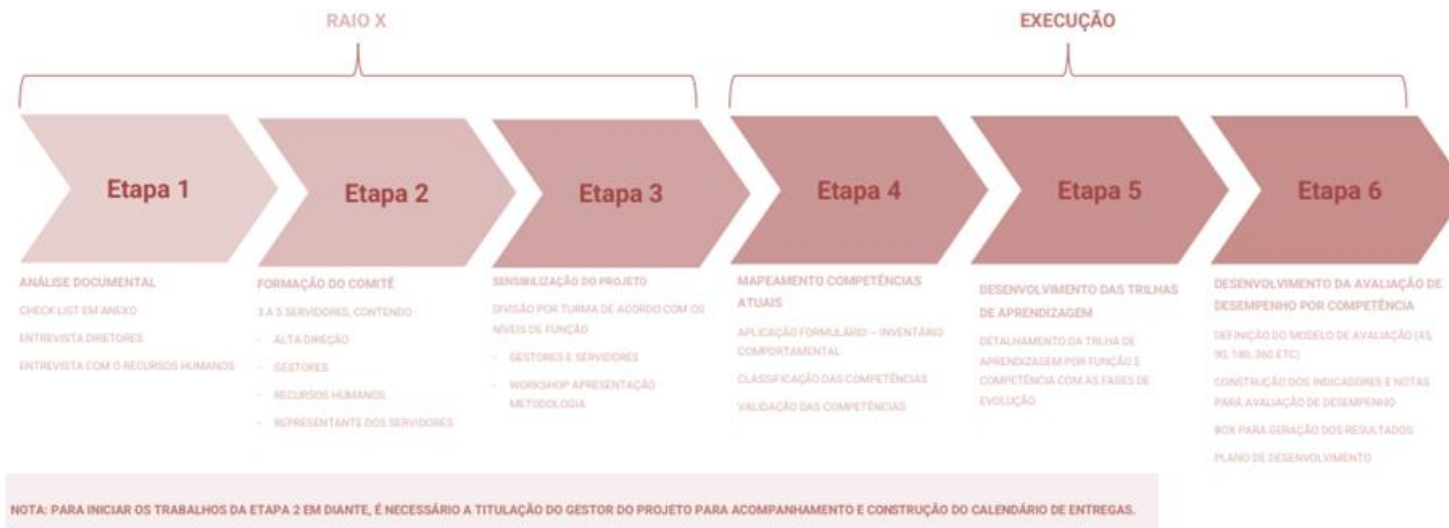 RAIO X
EXECUÇÃO
Etapa 1
Etapa 2
Etapa 3
Etapa 4
Etapa 5
Etapa 6
ANÁLISE DOCUMENTAL
CHECK LIST EM ANEXO
ENTREVISTA DIRETORES
ENTREVISTA COM O RECURSOS HUMANOS
FORMAÇÃO DO COMITÊ
3 A 5 SERVIDORES, CONTENDO
- ALTA DIREÇÃO
- GESTORES
- RECURSOS HUMANOS
- REPRESENTANTE DOS SERVIDORES
SENSIBILIZAÇÃO DO PROJETO
DIVISÃO POR TURMA DE ACORDO COM OS
NÍVEIS DE FUNÇÃO
- GESTORES E SERVIDORES
- WORKSHOP APRESENTAÇÃO
METODOLOGIA
MAPEAMENTO COMPETÊNCIAS
ATUAIS
APLICAÇÃO FORMULÁRIO – INVENTÁRIO
COMPORTAMENTAL
CLASSIFICAÇÃO DAS COMPETÊNCIAS
VALIDAÇÃO DAS COMPETÊNCIAS
DESENVOLVIMENTO DAS TRILHAS
DE APRENDIZAGEM
DETALHAMENTO DA TRILHA DE
APRENDIZAGEM POR FUNÇÃO E
COMPETÊNCIA COM AS FASES DE
EVOLUÇÃO
DESENVOLVIMENTO DA AVALIAÇÃO DE
DESEMPENHO POR COMPETÊNCIA
DEFINIÇÃO DO MODELO DE AVALIAÇÃO (45,
90, 180, 360 ETC)
CONSTRUÇÃO DOS INDICADORES E NOTAS
PARA AVALIAÇÃO DE DESEMPENHO
BOX PARA GERAÇÃO DOS RESULTADOS
PLANO DE DESENVOLVIMENTO
NOTA: PARA INICIAR OS TRABALHOS DA ETAPA 2 EM DIANTE, É NECESSÁRIO A TITULAÇÃO DO GESTOR DO PROJETO PARA ACOMPANHAMENTO E CONSTRUÇÃO DO CALENDÁRIO DE ENTREGAS.